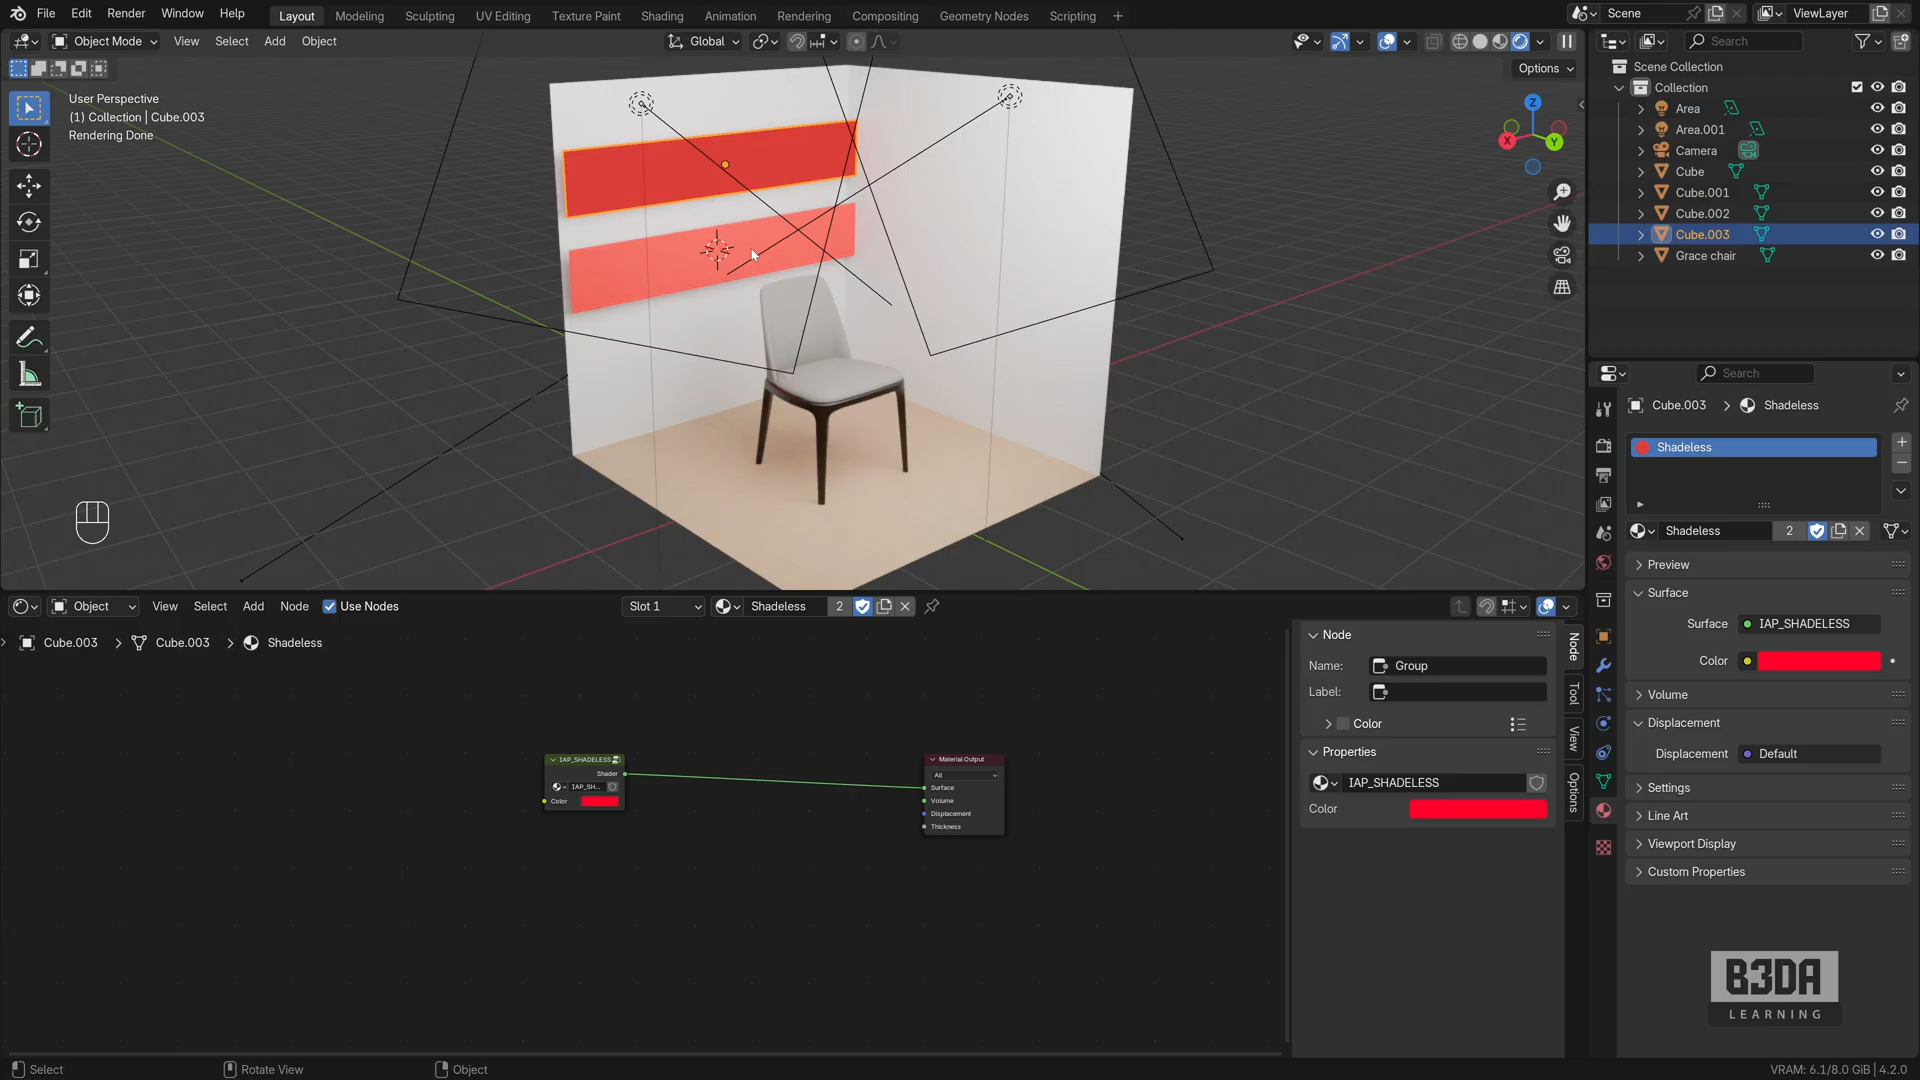 File Edit Render Window Help Layout Modeling Sculpting UV Editing Texture Paint Shading Animation Rendering Compositing Geometry Nodes Scripting + Scene ViewLayer
Object Mode View Select Add Object Global Search
Options
User Perspective
(1) Collection | Cube.003
Rendering Done
Z
X
Y
Scene Collection
Collection
Area
Area.001
Camera
Cube
Cube.001
Cube.002
Cube.003
Grace chair
Search
Cube.003 Shadeless
Shadeless
Shadeless 2
Preview
Surface
Surface IAP_SHADELESS
Color
Volume
Displacement
Displacement Default
Settings
Line Art
Viewport Display
Custom Properties
Object View Select Add Node Use Nodes Slot 1 Shadeless 2
Cube.003 Cube.003 Shadeless
IAP_SHADELESS
Shader
IAP_SH...
Color
Material Output
All
Surface
Volume
Displacement
Thickness
Node
Name: Group
Label:
Color
Properties
IAP_SHADELESS
Color
Node
Tool
View
Options
B3DA
LEARNING
Select Rotate View Object VRAM: 6.1/8.0 GiB | 4.2.0